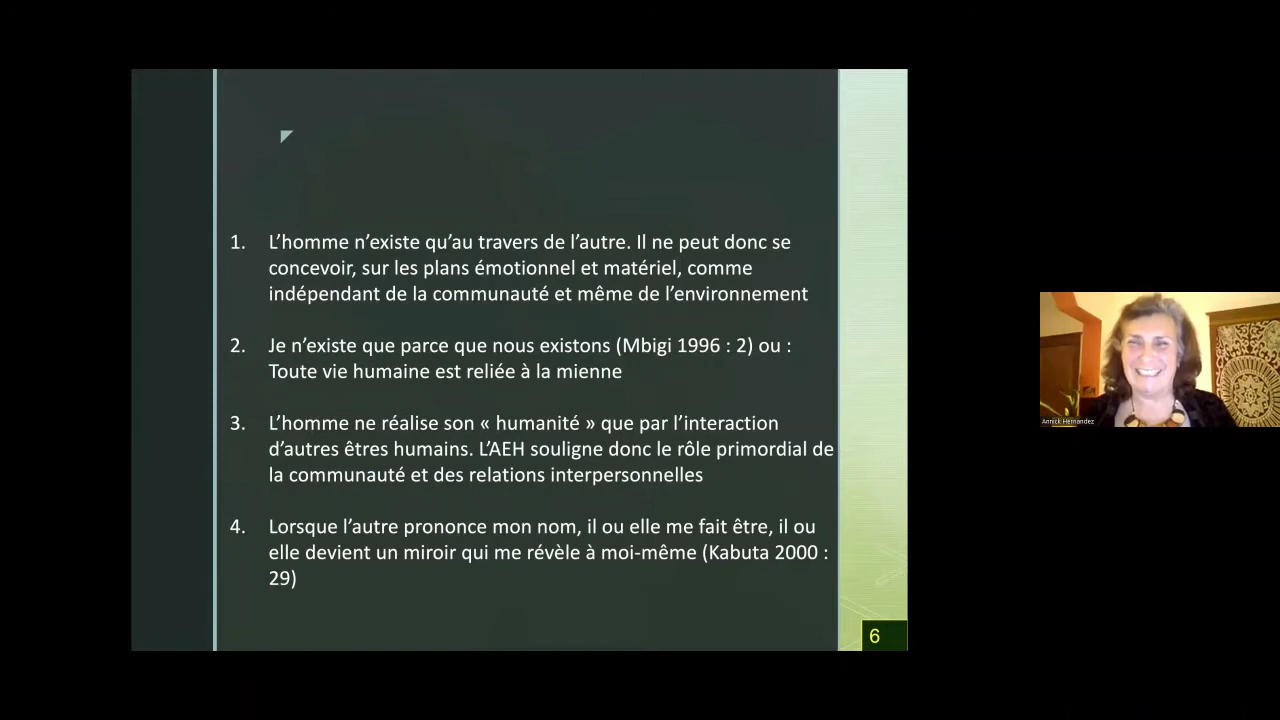 1. L’homme n’existe qu’au travers de l’autre. Il ne peut donc se
concevoir, sur les plans émotionnel et matériel, comme
indépendant de la communauté et même de l’environnement
2. Je n’existe que parce que nous existons (Mbigi 1996 : 2) ou :
Toute vie humaine est reliée à la mienne
3. L’homme ne réalise son « humanité » que par l’interaction
d’autres êtres humains. L’AEH souligne donc le rôle primordial de
la communauté et des relations interpersonnelles
4. Lorsque l’autre prononce mon nom, il ou elle me fait être, il ou
elle devient un miroir qui me révèle à moi-même (Kabuta 2000 :
29)
6
Annick Hernandez